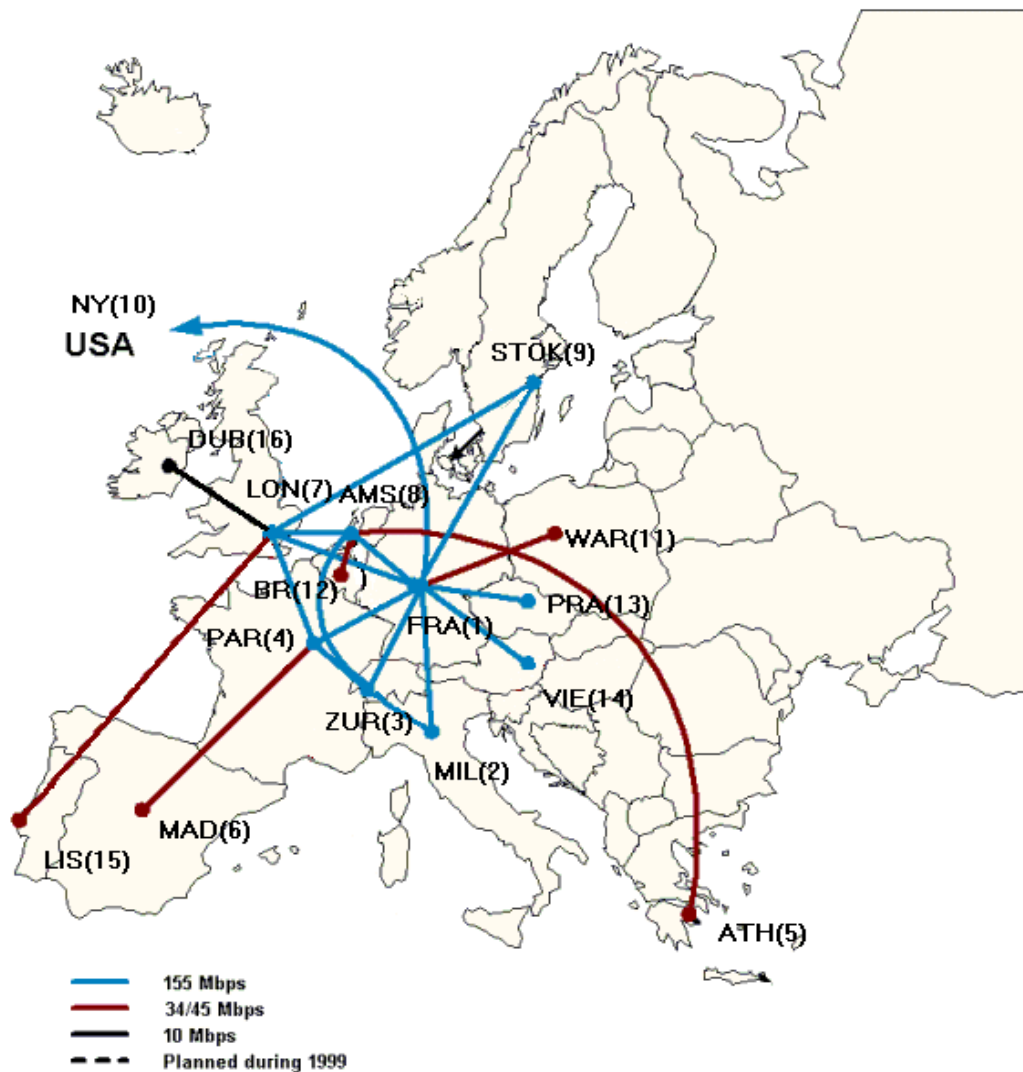 NY(10)
USA
STOK(9)
DUB(16)
LON(7)
AMS(8)
WAR(11)
BR(12)
)
PRA(13)
PAR(4)
FRA(1)
VIE(14)
ZUR(3)
MIL(2)
MAD(6)
LIS(15)
ATH(5)
155 Mbps
34/45 Mbps
10 Mbps
Planned during 1999